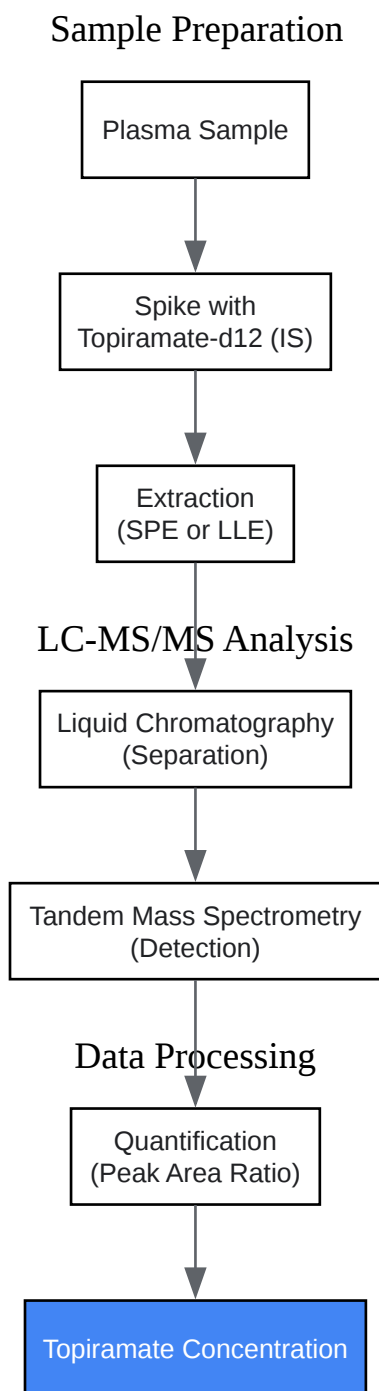 Sample Preparation
Plasma Sample
Spike with
Topiramate-d12 (IS)
Extraction
(SPE or LLE)
LC-MS/MS Analysis
Liquid Chromatography
(Separation)
Tandem Mass Spectrometry
(Detection)
Data Processing
Quantification
(Peak Area Ratio)
Topiramate Concentration